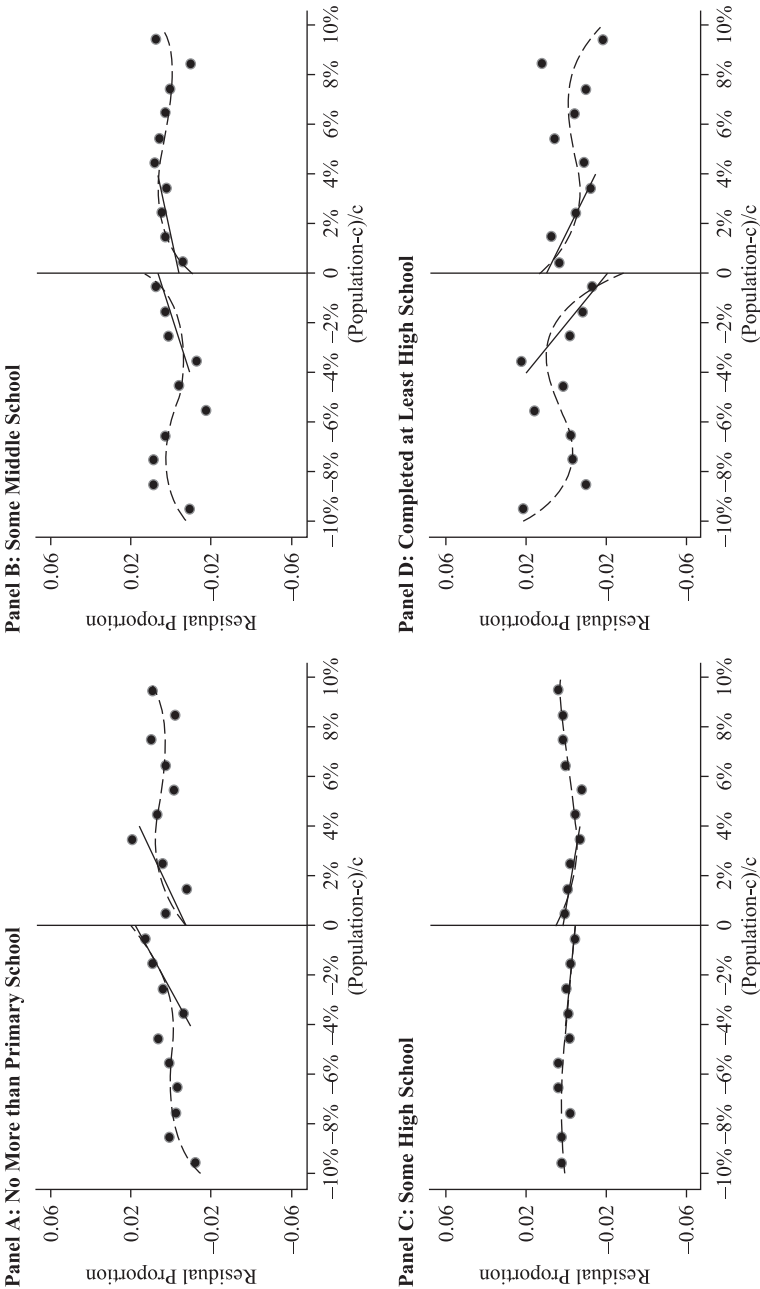 Panel A: No More than Primary School
Residual Proportion
0.06
0.02
−0.02
−0.06
−10% −8% −6% −4% −2% 0 2% 4% 6% 8% 10%
(Population-c)/c
Panel B: Some Middle School
Residual Proportion
0.06
0.02
−0.02
−0.06
−10% −8% −6% −4% −2% 0 2% 4% 6% 8% 10%
(Population-c)/c
Panel C: Some High School
Residual Proportion
0.06
0.02
−0.02
−0.06
−10% −8% −6% −4% −2% 0 2% 4% 6% 8% 10%
(Population-c)/c
Panel D: Completed at Least High School
Residual Proportion
0.06
0.02
−0.02
−0.06
−10% −8% −6% −4% −2% 0 2% 4% 6% 8% 10%
(Population-c)/c